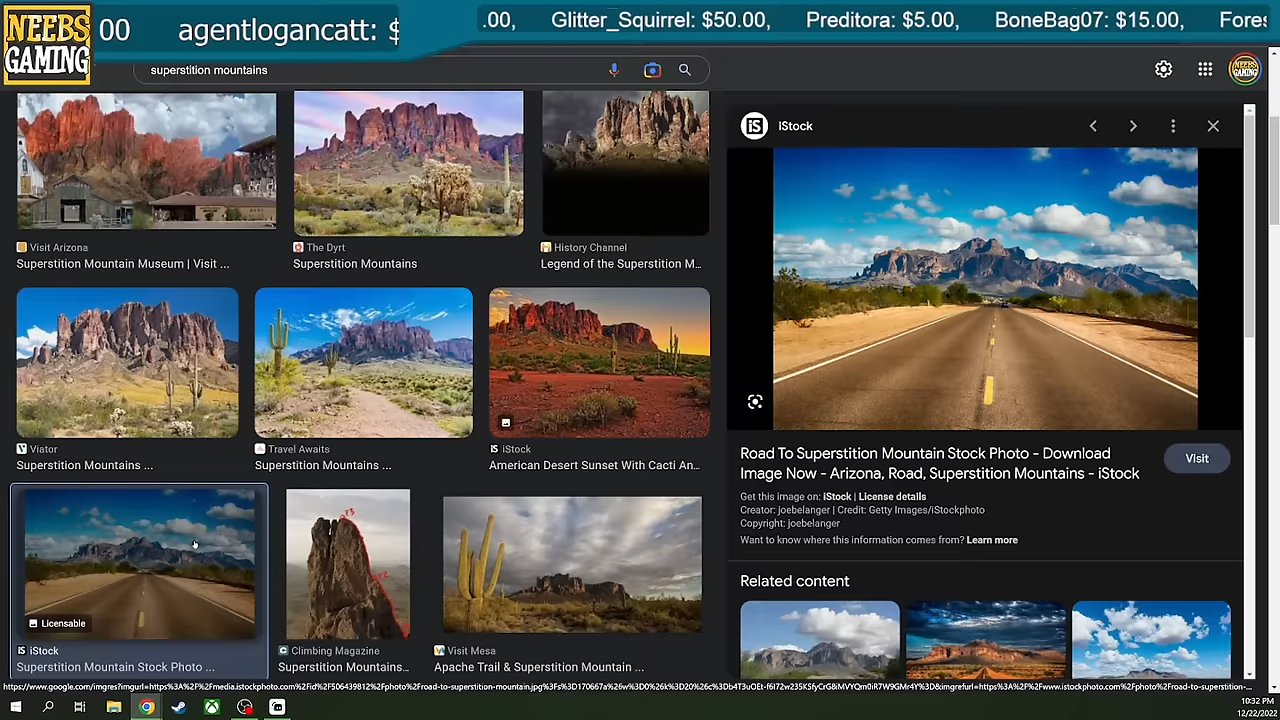 NEEBS
GAMING
00 agentlogancatt: $
.00, Glitter_Squirrel: $50.00, Preditora: $5.00, BoneBag07: $15.00, Fores
superstition mountains
NEEBS
GAMING
Visit Arizona
Superstition Mountain Museum | Visit ...
The Dyrt
Superstition Mountains
History Channel
Legend of the Superstition M...
Viator
Superstition Mountains ...
Travel Awaits
Superstition Mountains ...
iStock
American Desert Sunset With Cacti An...
Licensable
iStock
Superstition Mountain Stock Photo ...
Climbing Magazine
Superstition Mountains...
Visit Mesa
Apache Trail & Superstition Mountain ...
iS iStock
Road To Superstition Mountain Stock Photo - Download
Image Now - Arizona, Road, Superstition Mountains - iStock
Visit
Get this image on: iStock | License details
Creator: joebelanger | Credit: Getty Images/iStockphoto
Copyright: joebelanger
Want to know where this information comes from? Learn more
Related content
10:32 PM
12/22/2022